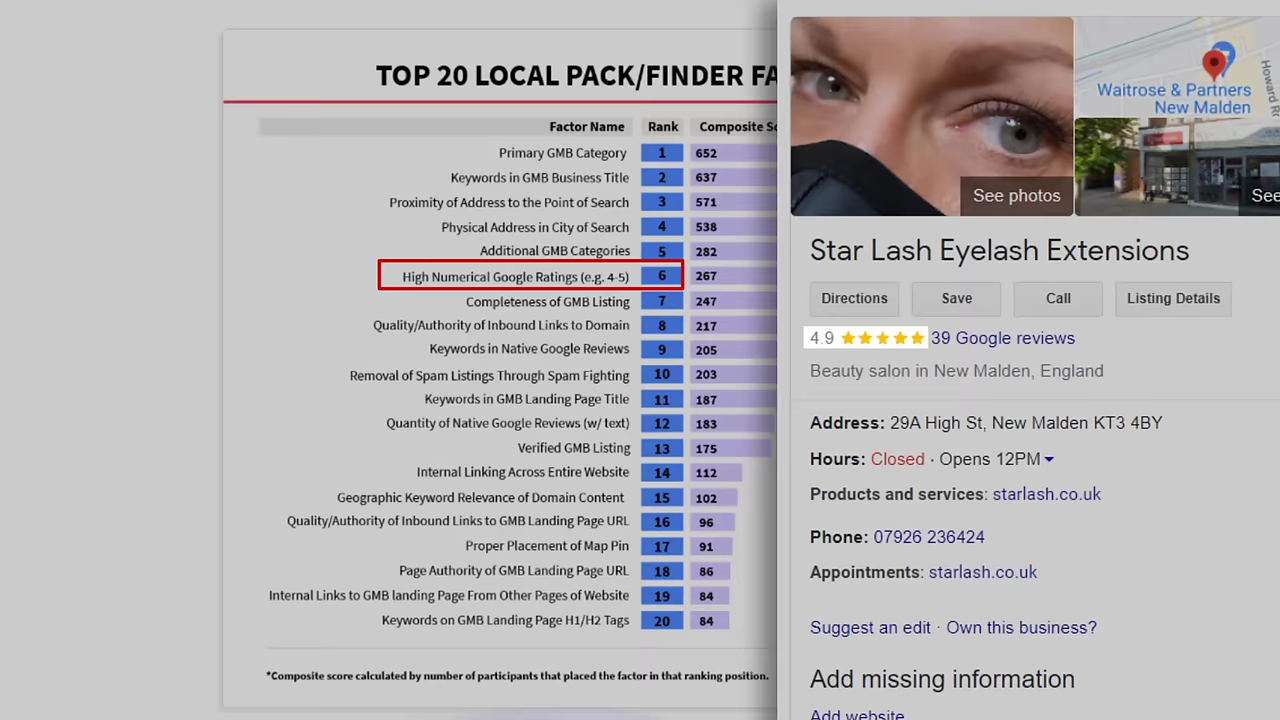 TOP 20 LOCAL PACK/FINDER FA
Factor Name Rank Composite Sc
Primary GMB Category 1 652
Keywords in GMB Business Title 2 637
Proximity of Address to the Point of Search 3 571
Physical Address in City of Search 4 538
Additional GMB Categories 5 282
High Numerical Google Ratings (e.g. 4-5) 6 267
Completeness of GMB Listing 7 247
Quality/Authority of Inbound Links to Domain 8 217
Keywords in Native Google Reviews 9 205
Removal of Spam Listings Through Spam Fighting 10 203
Keywords in GMB Landing Page Title 11 187
Quantity of Native Google Reviews (w/ text) 12 183
Verified GMB Listing 13 175
Internal Linking Across Entire Website 14 112
Geographic Keyword Relevance of Domain Content 15 102
Quality/Authority of Inbound Links to GMB Landing Page URL 16 96
Proper Placement of Map Pin 17 91
Page Authority of GMB Landing Page URL 18 86
Internal Links to GMB landing Page From Other Pages of Website 19 84
Keywords on GMB Landing Page H1/H2 Tags 20 84
*Composite score calculated by number of participants that placed the factor in that ranking position.
Waitrose & Partners
New Malden
Howard R
See photos
See
Star Lash Eyelash Extensions
Directions Save Call Listing Details
4.9 39 Google reviews
Beauty salon in New Malden, England
Address: 29A High St, New Malden KT3 4BY
Hours: Closed · Opens 12PM
Products and services: starlash.co.uk
Phone: 07926 236424
Appointments: starlash.co.uk
Suggest an edit · Own this business?
Add missing information
Add website